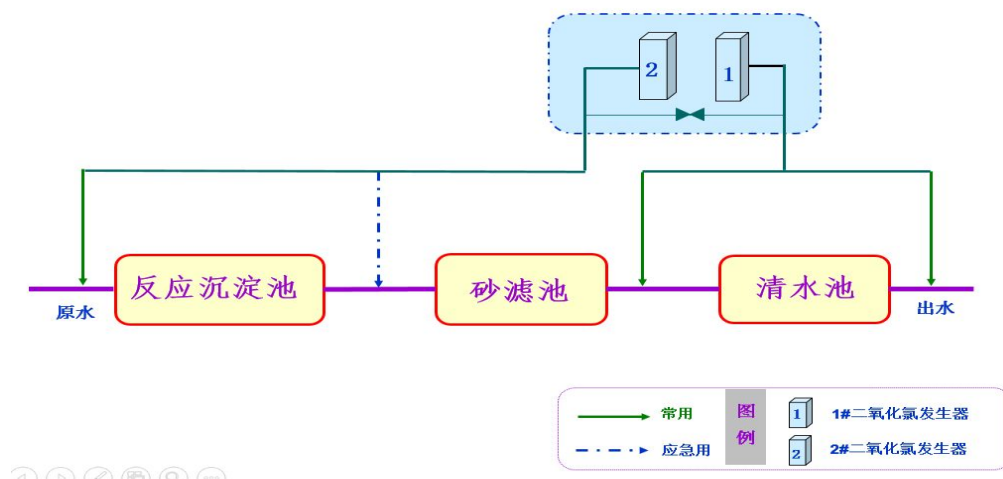 2
1
反应沉淀池
砂滤池
清水池
原水
出水
常用
图例
1
1#二氧化氯发生器
应急用
2
2#二氧化氯发生器